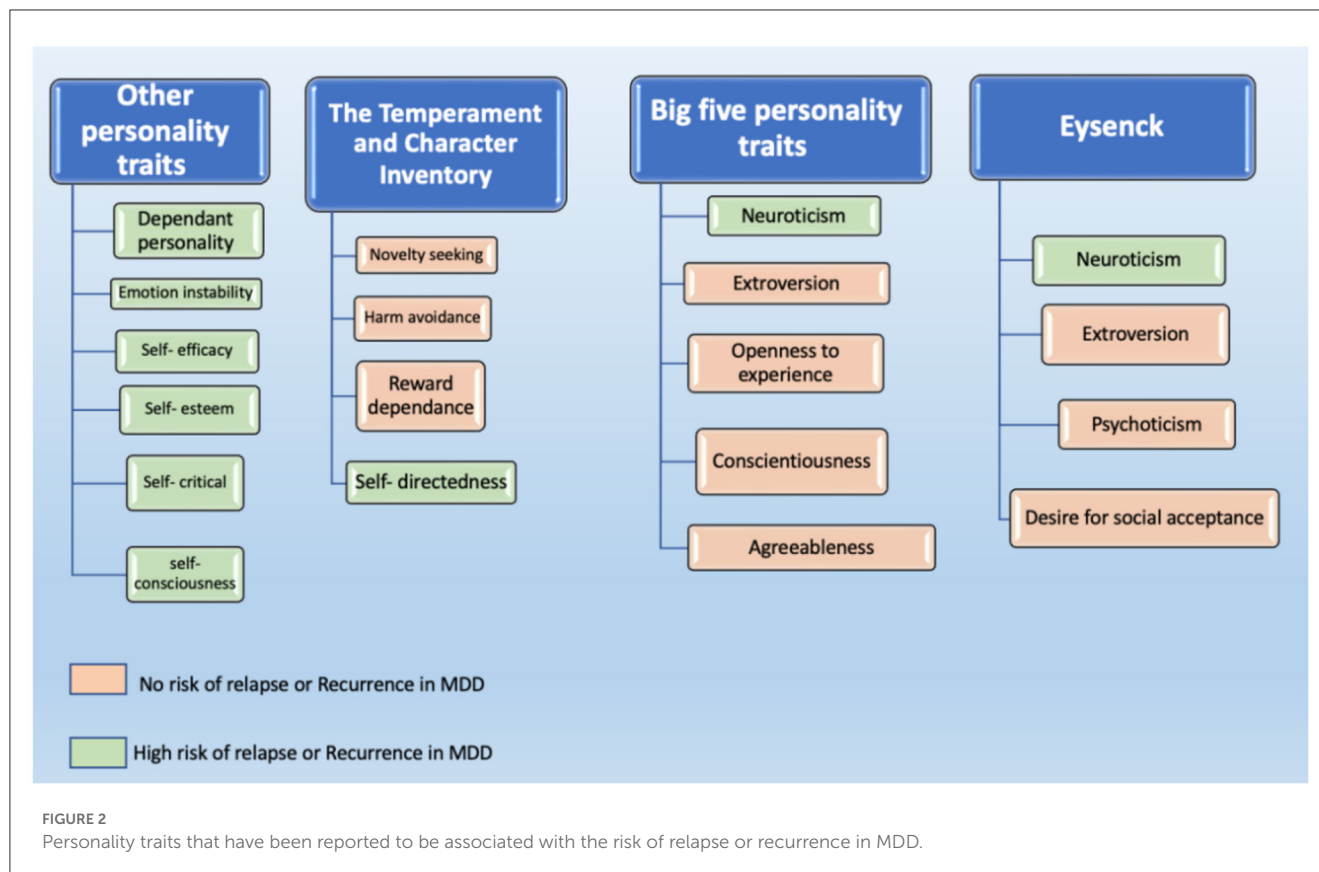 Other
personality
traits
Dependant
personality
Emotion instability
Self- efficacy
Self- esteem
Self- critical
self-
consciousness
The Temperament
and Character
Inventory
Novelty seeking
Harm avoidance
Reward
dependance
Self- directedness
Big five personality
traits
Neuroticism
Extroversion
Openness to
experience
Conscientiousness
Agreeableness
Eysenck
Neuroticism
Extroversion
Psychoticism
Desire for social acceptance
No risk of relapse or Recurrence in MDD
High risk of relapse or Recurrence in MDD
FIGURE 2
Personality traits that have been reported to be associated with the risk of relapse or recurrence in MDD.